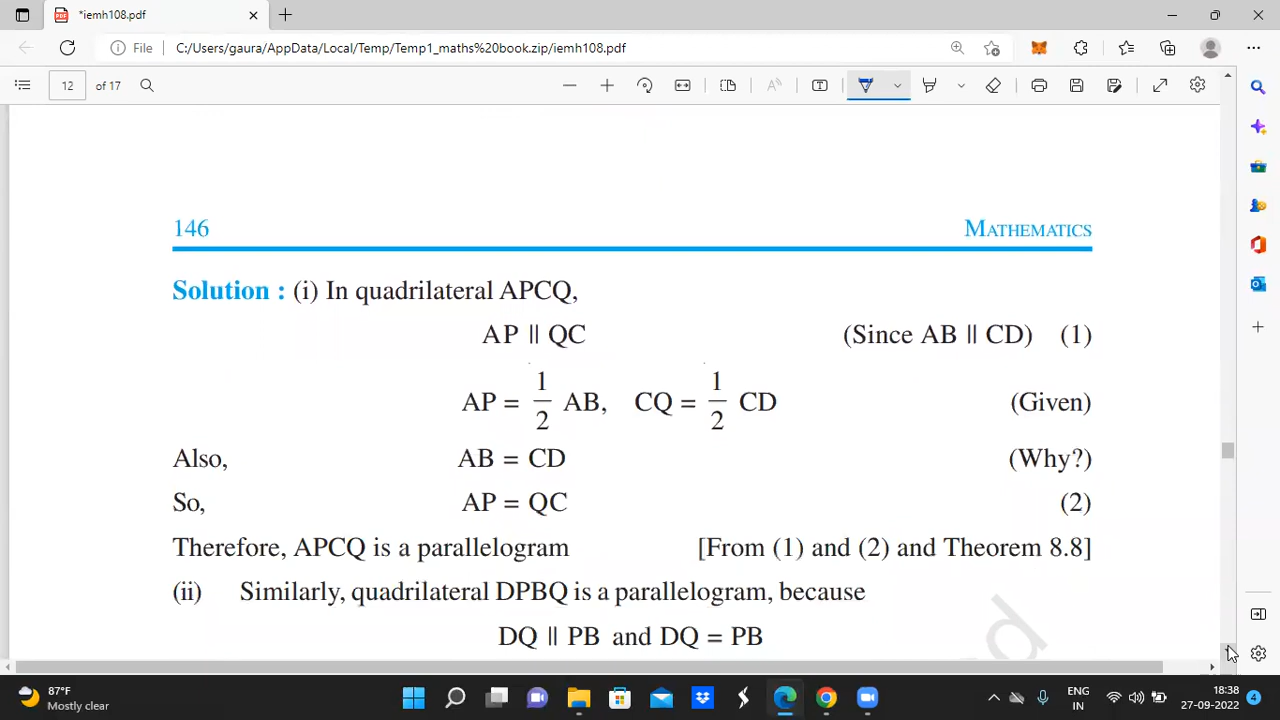 *iemh108.pdf
File C:/Users/gaura/AppData/Local/Temp/Temp1_maths%20book.zip/iemh108.pdf
12 of 17
146 MATHEMATICS
Solution : (i) In quadrilateral APCQ,
AP || QC (Since AB || CD) (1)
AP = 1/2 AB, CQ = 1/2 CD (Given)
Also, AB = CD (Why?)
So, AP = QC (2)
Therefore, APCQ is a parallelogram [From (1) and (2) and Theorem 8.8]
(ii) Similarly, quadrilateral DPBQ is a parallelogram, because
DQ || PB and DQ = PB
87°F
Mostly clear
ENG
IN
18:38
27-09-2022
4